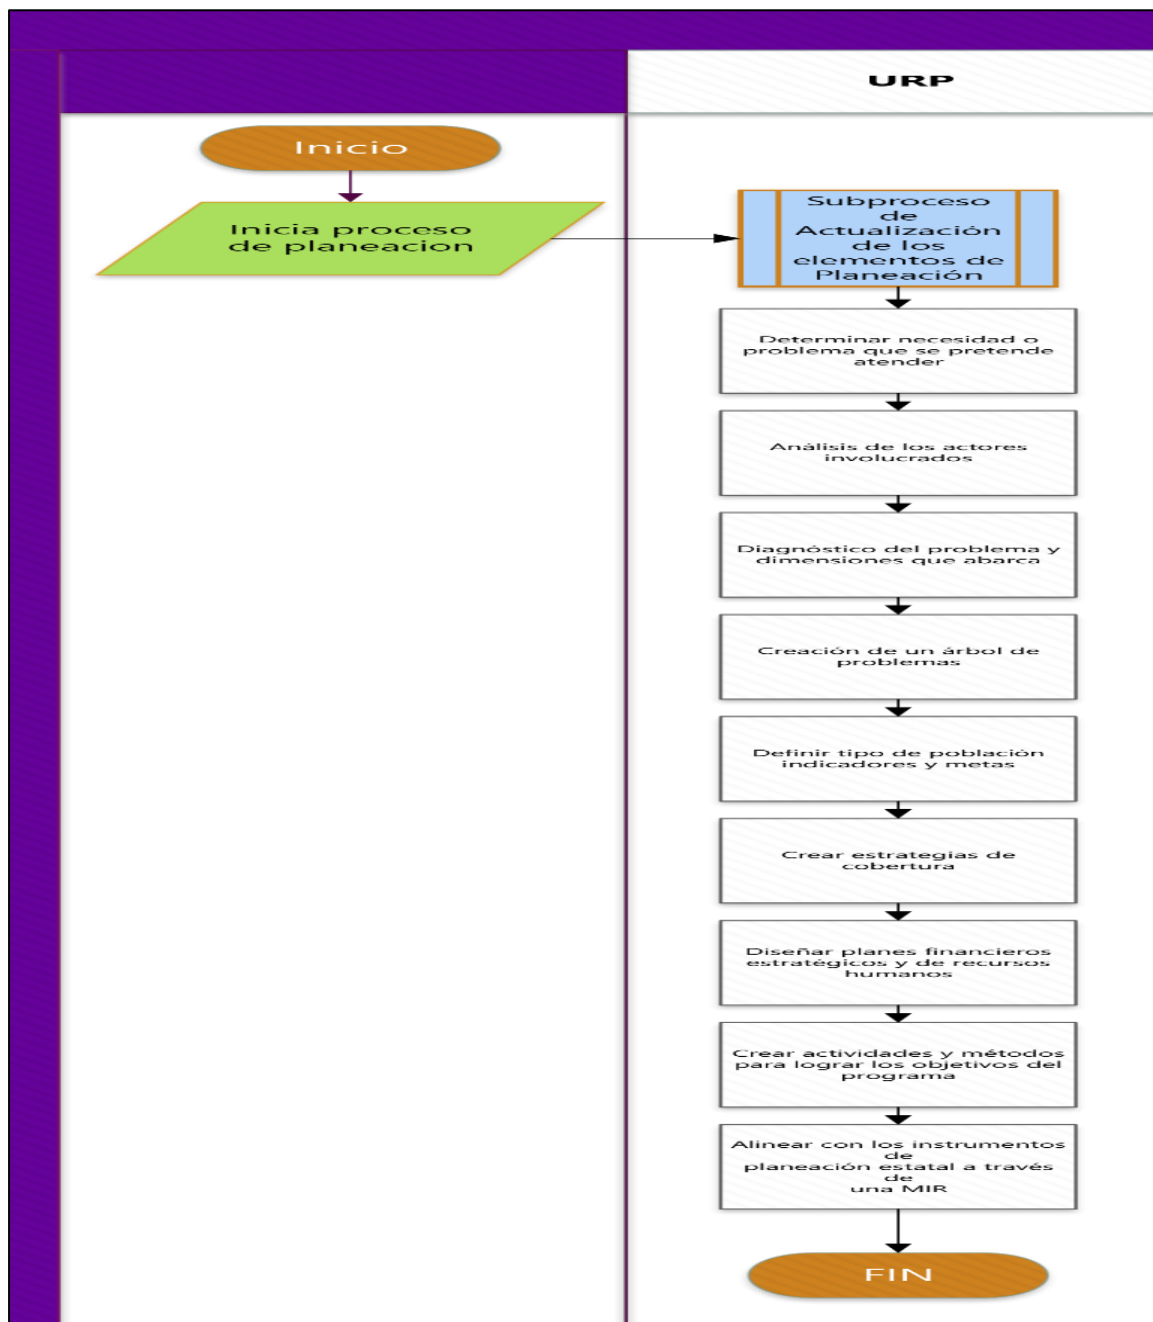 URP
Inicio
Inicia proceso
de planeacion
Subproceso
de
Actualización
de los
elementos de
Planeación
Determinar necesidad o
problema que se pretende
atender
Análisis de los actores
involucrados
Diagnóstico del problema y
dimensiones que abarca
Creación de un árbol de
problemas
Definir tipo de población
indicadores y metas
Crear estrategias de
cobertura
Diseñar planes financieros
estratégicos y de recursos
humanos
Crear actividades y métodos
para lograr los objetivos del
programa
Alinear con los instrumentos
de
planeación estatal a través
de
una MIR
FIN